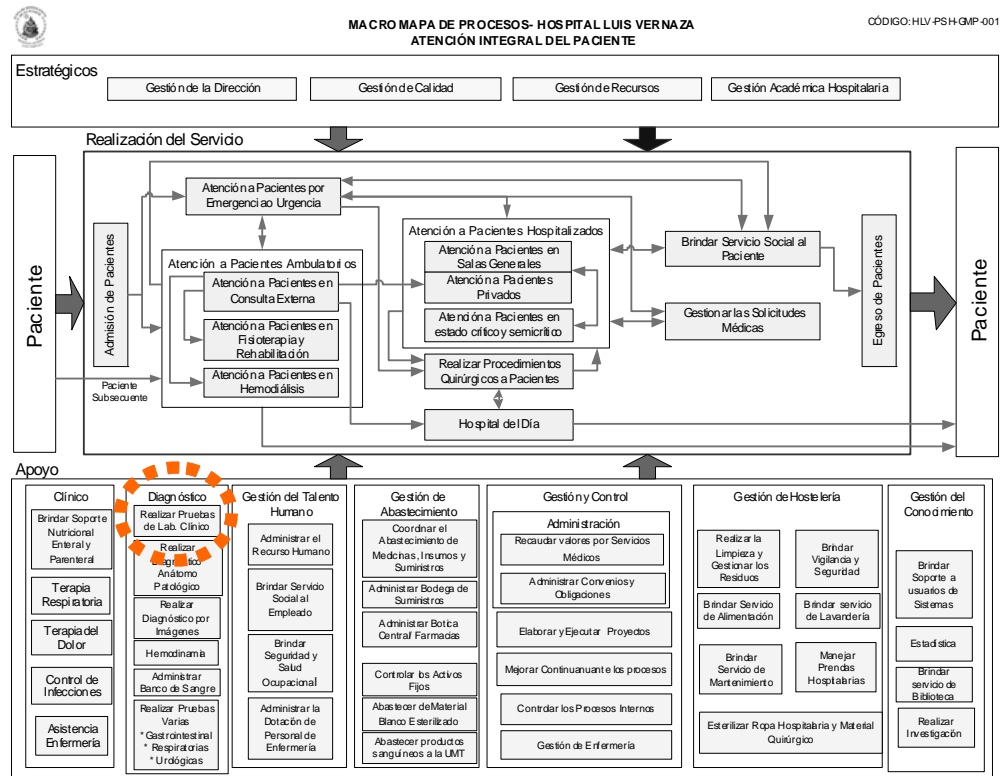 MACRO MAPA DE PROCESOS- HOSPITAL LUIS VERNAZA
ATENCIÓN INTEGRAL DEL PACIENTE
CÓDIGO: HLV-PSH-GMP-001
Estratégicos
Gestión de la Dirección
Gestión de Calidad
Gestión de Recursos
Gestión Académica Hospitalaria
Realización del Servicio
Paciente
Admisión de Pacientes
Paciente
Subsecuente
Atención a Pacientes por
Emergencia o Urgencia
Atención a Pacientes Ambulatorios
Atención a Pacientes en
Consulta Externa
Atención a Pacientes en
Fisioterapia y
Rehabilitación
Atención a Pacientes en
Hemodiálisis
Atención a Pacientes Hospitalizados
Atención a Pacientes en
Salas Generales
Atención a Pacientes
Privados
Atención a Pacientes en
estado crítico y semicrítico
Realizar Procedimientos
Quirúrgicos a Pacientes
Hospital del Día
Brindar Servicio Social al
Paciente
Gestionar las Solicitudes
Médicas
Egreso de Pacientes
Paciente
Apoyo
Clínico
Brindar Soporte
Nutricional
Enteral y
Parenteral
Terapia
Respiratoria
Terapia del
Dolor
Control de
Infecciones
Asistencia
Enfermería
Diagnóstico
Realizar Pruebas
de Lab. Clínico
Realizar
Diagnóstico
Anátomo
Patológico
Realizar
Diagnóstico por
Imágenes
Hemodinamia
Administrar
Banco de Sangre
Realizar Pruebas
Varias
* Gastrointestinal
* Respiratorias
* Urológicas
Gestión del Talento
Humano
Administrar el
Recurso Humano
Brindar Servicio
Social al
Empleado
Brindar
Seguridad y
Salud
Ocupacional
Administrar la
Dotación de
Personal de
Enfermería
Gestión de
Abastecimiento
Coordnar el
Abastecimiento de
Medicinas, Insumos y
Suministros
Administrar Bodega de
Suministros
Administrar Botica
Central/ Farmacias
Controlar los Activos
Fijos
Abastecer de Material
Blanco Esterilizado
Abastecer productos
sanguíneos a la UMT
Gestión y Control
Administración
Recaudar valores por Servicios
Médicos
Administrar Convenios y
Obligaciones
Elaborar y Ejecutar Proyectos
Mejorar Continuanuante los procesos
Controlar los Procesos Internos
Gestión de Enfermería
Gestión de Hostelería
Realizar la
Limpieza y
Gestionar los
Residuos
Brindar
Vigilancia y
Seguridad
Brindar Servicio
de Alimentación
Brindar servicio
de Lavandería
Brindar
Servicio de
Mantenimiento
Manejar
Prendas
Hospitalarias
Esterilizar Ropa Hospitalaria y Material
Quirúrgico
Gestión del
Conocimiento
Brindar
Soporte a
usuarios de
Sistemas
Estadística
Brindar
servicio de
Biblioteca
Realizar
Investigación